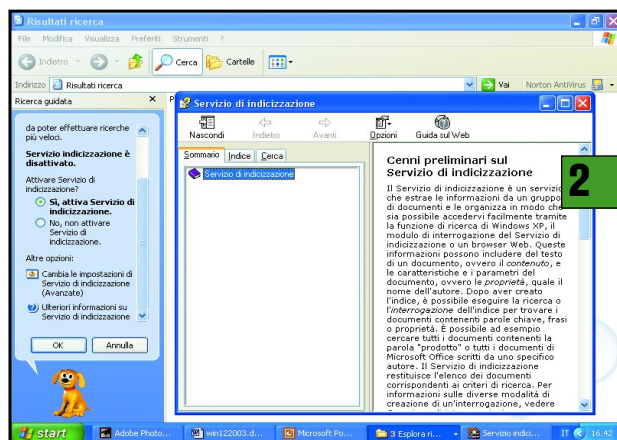 Risultati ricerca
File Modifica Visualizza Preferiti Strumenti ?
Indietro Cerca Cartelle
Indirizzo Risultati ricerca Vai Norton AntiVirus
Ricerca guidata
da poter effettuare ricerche
più veloci.
Servizio indicizzazione è
disattivato.
Attivare Servizio di
indicizzazione?
Sì, attiva Servizio di
indicizzazione.
No, non attivare
Servizio di
indicizzazione.
Altre opzioni:
Cambia le impostazioni di
Servizio di indicizzazione
(Avanzate)
Ulteriori informazioni su
Servizio di indicizzazione
OK Annulla
Servizio di indicizzazione
Nascondi Indietro Avanti Opzioni Guida sul Web
Sommario Indice Cerca
Servizio di indicizzazione
Cenni preliminari sul
Servizio di indicizzazione
Il Servizio di indicizzazione è un servizio
che estrae le informazioni da un gruppo
di documenti e le organizza in modo che
sia possibile accedervi facilmente tramite
la funzione di ricerca di Windows XP, il
modulo di interrogazione del Servizio di
indicizzazione o un browser Web. Queste
informazioni possono includere del testo
di un documento, ovvero il contenuto, e
le caratteristiche e i parametri del
documento, ovvero le proprietà, quale il
nome dell'autore. Dopo aver creato
l'indice, è possibile eseguire la ricerca o
l'interrogazione dell'indice per trovare i
documenti contenenti parole chiave, frasi
o proprietà. È possibile ad esempio
cercare tutti i documenti contenenti la
parola "prodotto" o tutti i documenti di
Microsoft Office scritti da uno specifico
autore. Il Servizio di indicizzazione
restituisce l'elenco dei documenti
corrispondenti ai criteri di ricerca. Per
informazioni sulle diverse modalità di
creazione di un'interrogazione, vedere
2
start Adobe Photo... win122003.d... Microsoft Po... 3 Esplora ri... Servizio indici... IT 16.42